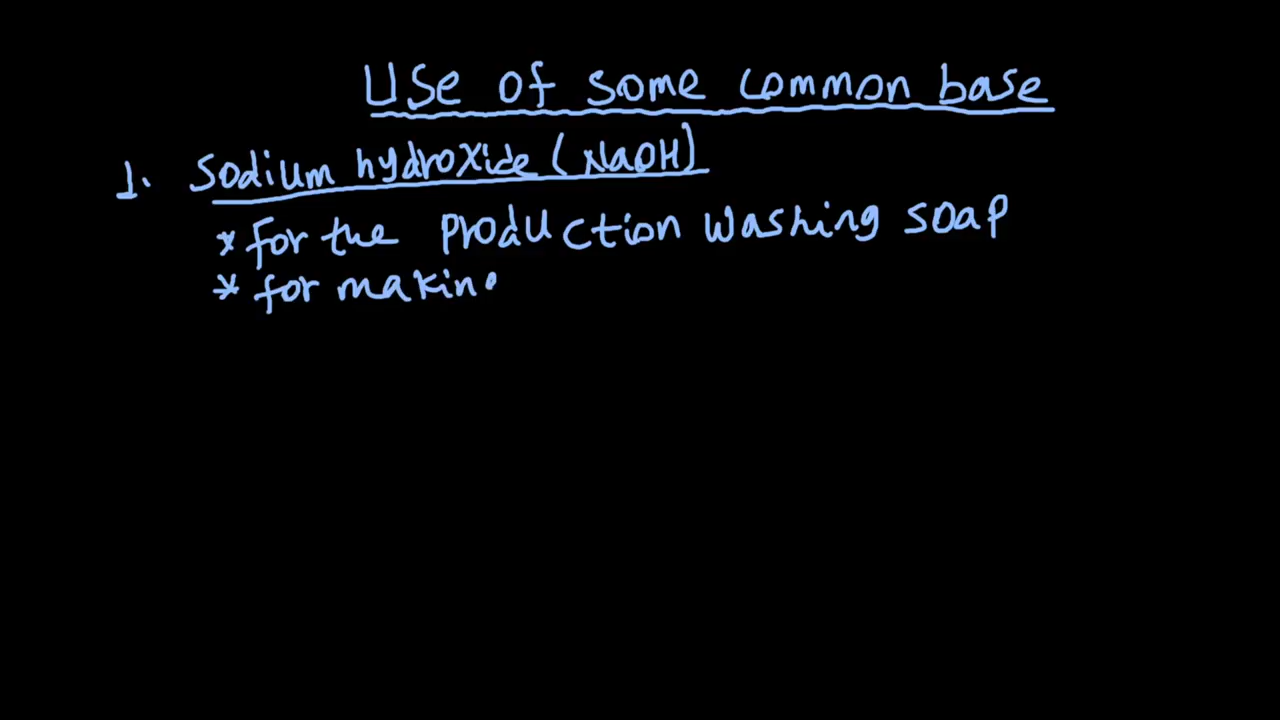 Use of some common base
1. Sodium hydroxide (NaOH)
* for the production washing soap
* for makin